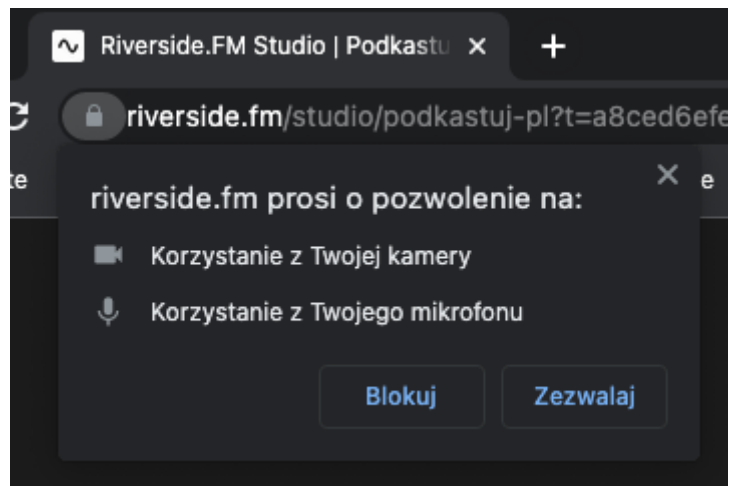 Riverside.FM Studio | Podkastu
riverside.fm/studio/podkastuj-pl?t=a8ced6efe
te
e
riverside.fm prosi o pozwolenie na:
Korzystanie z Twojej kamery
Korzystanie z Twojego mikrofonu
Blokuj Zezwalaj